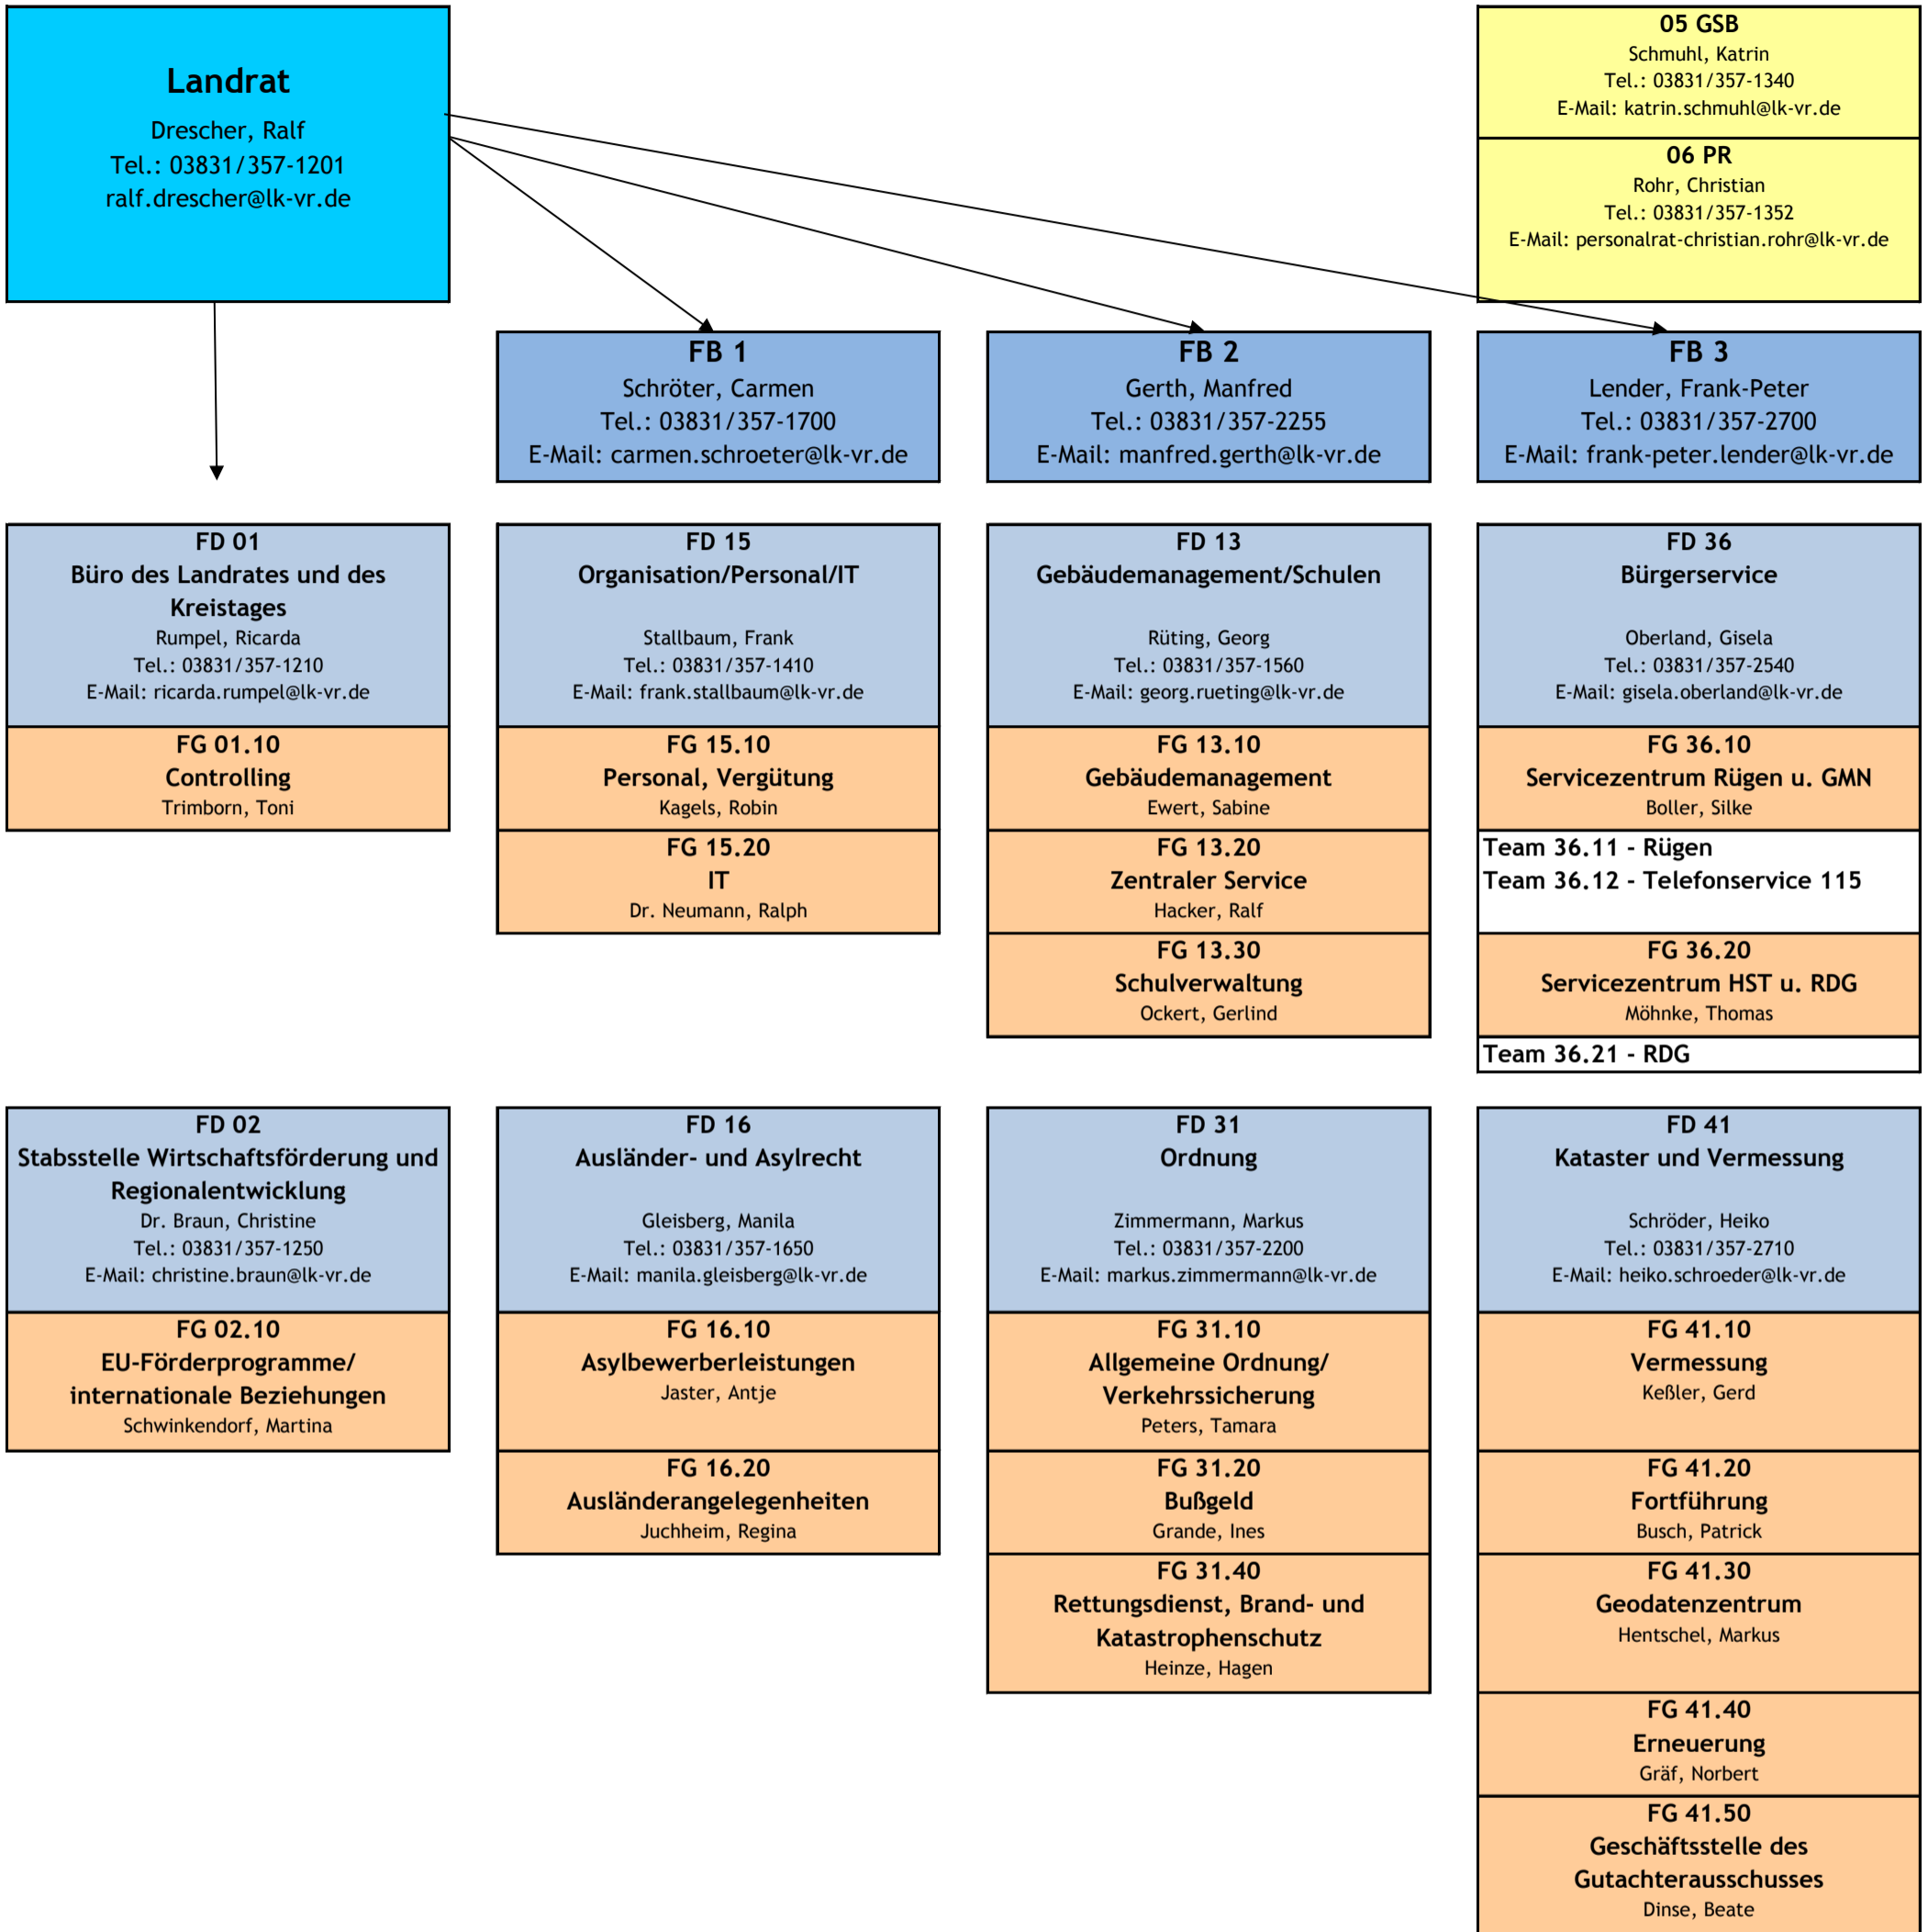 Landrat
Drescher, Ralf
Tel.: 03831/357-1201
ralf.drescher@lk-vr.de
05 GSB
Schmuhl, Katrin
Tel.: 03831/357-1340
E-Mail: katrin.schmuhl@lk-vr.de
06 PR
Rohr, Christian
Tel.: 03831/357-1352
E-Mail: personalrat-christian.rohr@lk-vr.de
FB 1
Schröter, Carmen
Tel.: 03831/357-1700
E-Mail: carmen.schroeter@lk-vr.de
FB 2
Gerth, Manfred
Tel.: 03831/357-2255
E-Mail: manfred.gerth@lk-vr.de
FB 3
Lender, Frank-Peter
Tel.: 03831/357-2700
E-Mail: frank-peter.lender@lk-vr.de
FD 01
Büro des Landrates und des
Kreistages
Rumpel, Ricarda
Tel.: 03831/357-1210
E-Mail: ricarda.rumpel@lk-vr.de
FG 01.10
Controlling
Trimborn, Toni
FD 15
Organisation/Personal/IT
Stallbaum, Frank
Tel.: 03831/357-1410
E-Mail: frank.stallbaum@lk-vr.de
FG 15.10
Personal, Vergütung
Kagels, Robin
FG 15.20
IT
Dr. Neumann, Ralph
FD 13
Gebäudemanagement/Schulen
Rüting, Georg
Tel.: 03831/357-1560
E-Mail: georg.rueting@lk-vr.de
FG 13.10
Gebäudemanagement
Ewert, Sabine
FG 13.20
Zentraler Service
Hacker, Ralf
FG 13.30
Schulverwaltung
Ockert, Gerlind
FD 36
Bürgerservice
Oberland, Gisela
Tel.: 03831/357-2540
E-Mail: gisela.oberland@lk-vr.de
FG 36.10
Servicezentrum Rügen u. GMN
Boller, Silke
Team 36.11 - Rügen
Team 36.12 - Telefonservice 115
FG 36.20
Servicezentrum HST u. RDG
Möhnke, Thomas
Team 36.21 - RDG
FD 02
Stabsstelle Wirtschaftsförderung und
Regionalentwicklung
Dr. Braun, Christine
Tel.: 03831/357-1250
E-Mail: christine.braun@lk-vr.de
FG 02.10
EU-Förderprogramme/
internationale Beziehungen
Schwinkendorf, Martina
FD 16
Ausländer- und Asylrecht
Gleisberg, Manila
Tel.: 03831/357-1650
E-Mail: manila.gleisberg@lk-vr.de
FG 16.10
Asylbewerberleistungen
Jaster, Antje
FG 16.20
Ausländerangelegenheiten
Juchheim, Regina
FD 31
Ordnung
Zimmermann, Markus
Tel.: 03831/357-2200
E-Mail: markus.zimmermann@lk-vr.de
FG 31.10
Allgemeine Ordnung/
Verkehrssicherung
Peters, Tamara
FG 31.20
Bußgeld
Grande, Ines
FG 31.40
Rettungsdienst, Brand- und
Katastrophenschutz
Heinze, Hagen
FD 41
Kataster und Vermessung
Schröder, Heiko
Tel.: 03831/357-2710
E-Mail: heiko.schroeder@lk-vr.de
FG 41.10
Vermessung
Keßler, Gerd
FG 41.20
Fortführung
Busch, Patrick
FG 41.30
Geodatenzentrum
Hentschel, Markus
FG 41.40
Erneuerung
Gräf, Norbert
FG 41.50
Geschäftsstelle des
Gutachterausschusses
Dinse, Beate